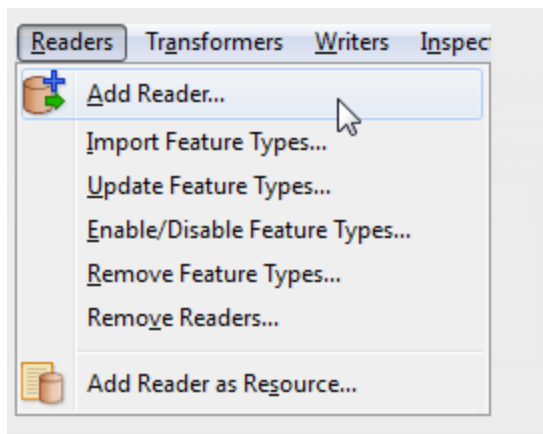 Readers Transformers Writers Inspec
Add Reader...
Import Feature Types...
Update Feature Types...
Enable/Disable Feature Types...
Remove Feature Types...
Remove Readers...
Add Reader as Resource...